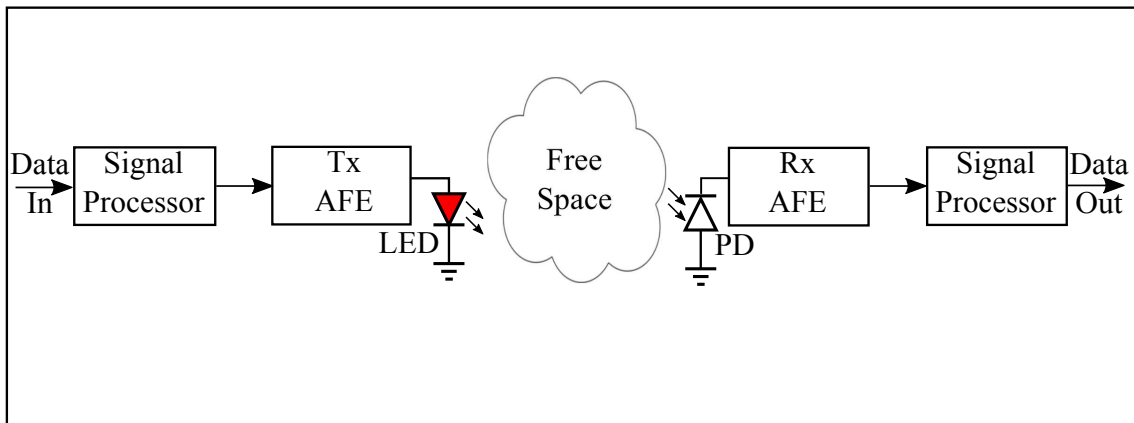 Data
In
Signal
Processor
Tx
AFE
LED
Free
Space
PD
Rx
AFE
Signal
Processor
Data
Out